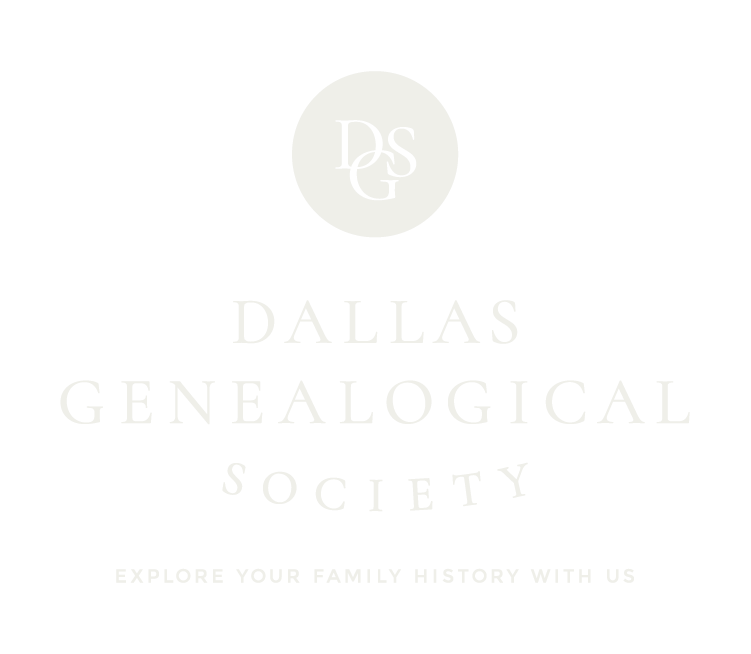 DGS
DALLAS
GENEALOGICAL
SOCIETY
EXPLORE YOUR FAMILY HISTORY WITH US